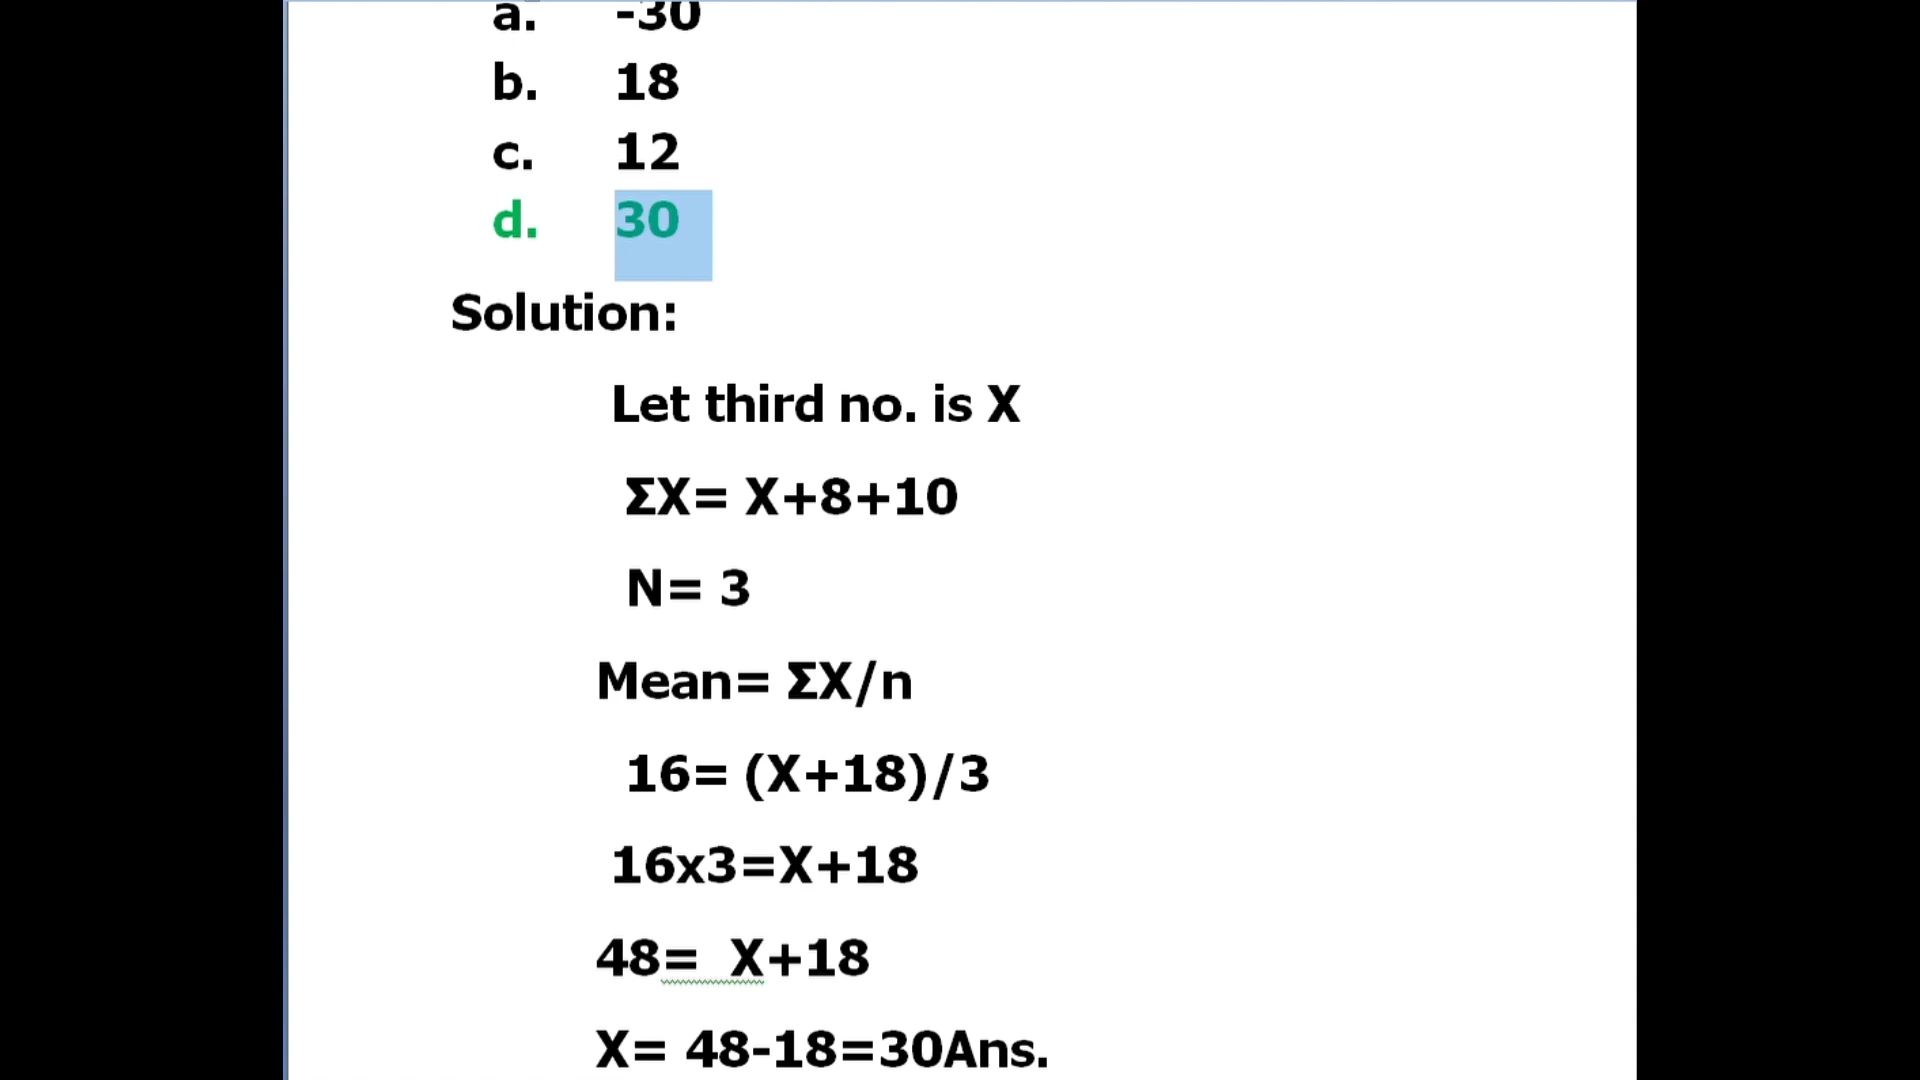 a. -30
b. 18
c. 12
d. 30
Solution:
Let third no. is X
ΣX= X+8+10
N= 3
Mean= ΣX/n
16= (X+18)/3
16x3=X+18
48=  X+18
X= 48-18=30Ans.